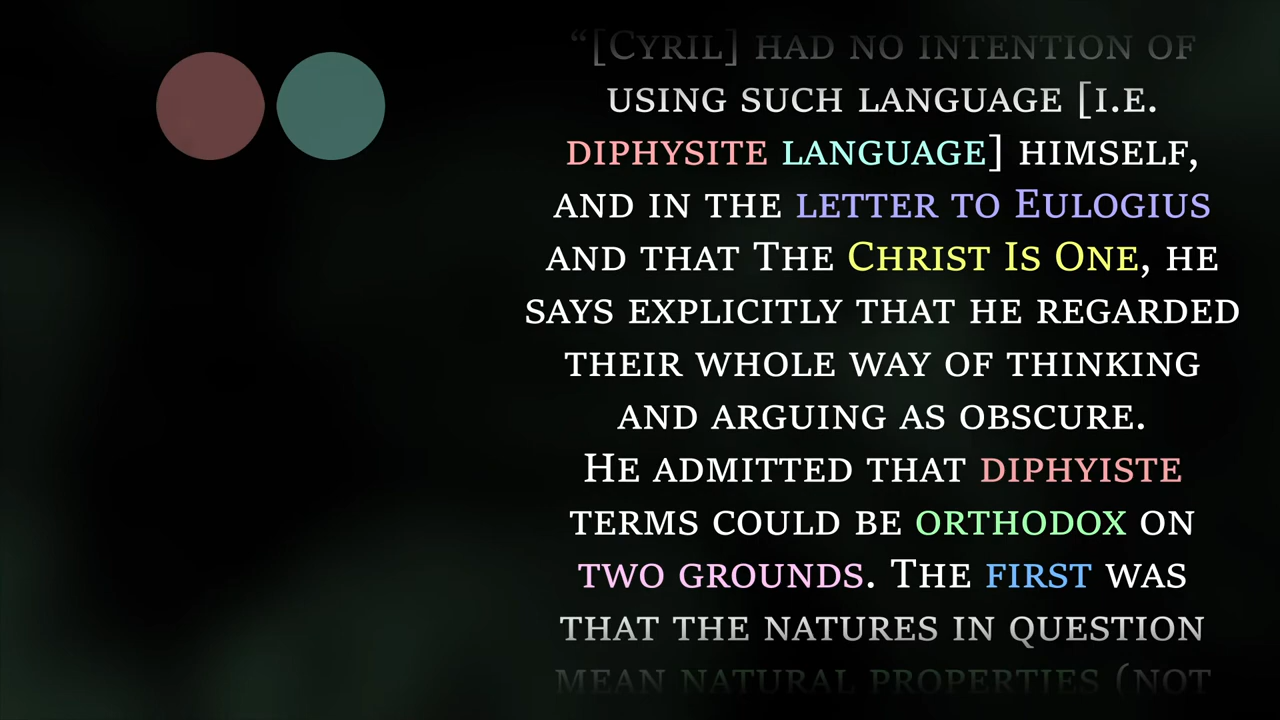 “[Cyril] had no intention of
using such language [i.e.
diphysite language] himself,
and in the letter to Eulogius
and that The Christ Is One, he
says explicitly that he regarded
their whole way of thinking
and arguing as obscure.
He admitted that diphyiste
terms could be orthodox on
two grounds. The first was
that the natures in question
mean natural properties (not